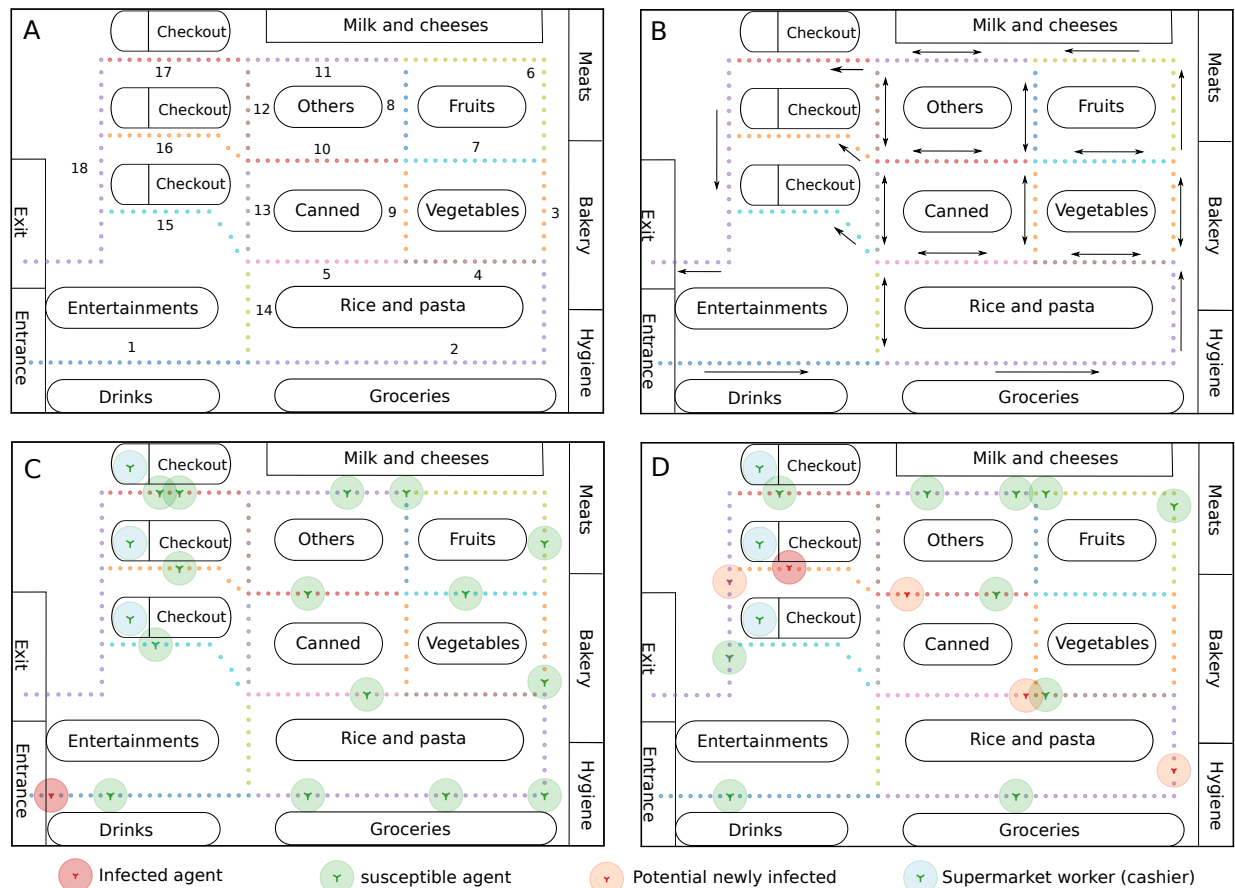 A
Checkout
Milk and cheeses
Meats
17
11
6
Checkout
12
Others
8
Fruits
16
10
7
18
Checkout
13
Canned
9
Vegetables
3
Bakery
Exit
15
5
4
Entertainments
14
Rice and pasta
Entrance
1
2
Hygiene
Drinks
Groceries
B
Checkout
Milk and cheeses
Meats
Checkout
Others
Fruits
Checkout
Canned
Vegetables
Bakery
Exit
Entertainments
Rice and pasta
Entrance
Hygiene
Drinks
Groceries
C
Checkout
Milk and cheeses
Meats
Checkout
Others
Fruits
Checkout
Canned
Vegetables
Bakery
Exit
Entertainments
Rice and pasta
Entrance
Hygiene
Drinks
Groceries
D
Checkout
Milk and cheeses
Meats
Checkout
Others
Fruits
Checkout
Canned
Vegetables
Bakery
Exit
Entertainments
Rice and pasta
Entrance
Hygiene
Drinks
Groceries
Infected agent
susceptible agent
Potential newly infected
Supermarket worker (cashier)